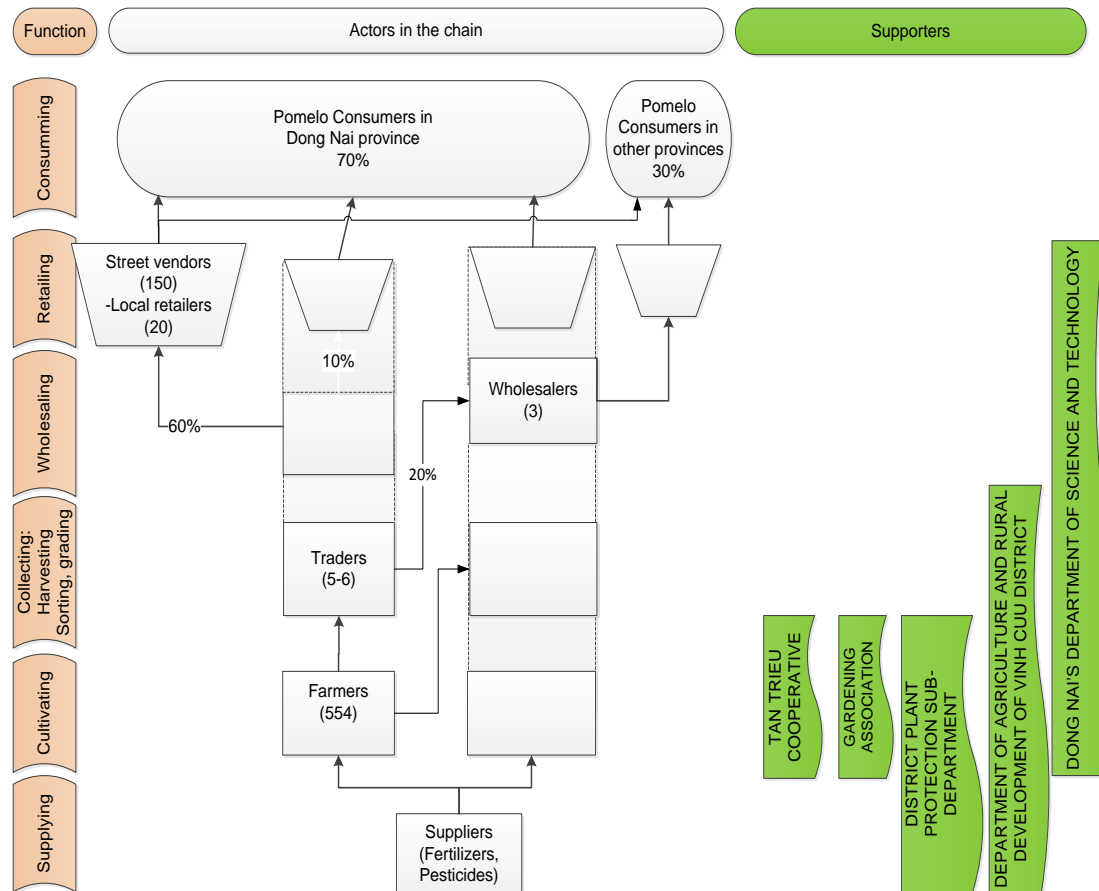 Function
Actors in the chain
Supporters
Consumming
Pomelo Consumers in
Dong Nai province
70%
Pomelo
Consumers in
other provinces
30%
Retailing
Street vendors
(150)
-Local retailers
(20)
Wholesaling
10%
60%
Wholesalers
(3)
20%
Collecting:
Harvesting
Sorting, grading
Traders
(5-6)
Cultivating
Farmers
(554)
Supplying
Suppliers
(Fertilizers,
Pesticides)
TAN TRIEU
COOPERATIVE
GARDENING
ASSOCIATION
DISTRICT PLANT
PROTECTION SUB-
DEPARTMENT
DEPARTMENT OF AGRICULTURE AND RURAL
DEVELOPMENT OF VINH CUU DISTRICT
DONG NAI'S DEPARTMENT OF SCIENCE AND TECHNOLOGY